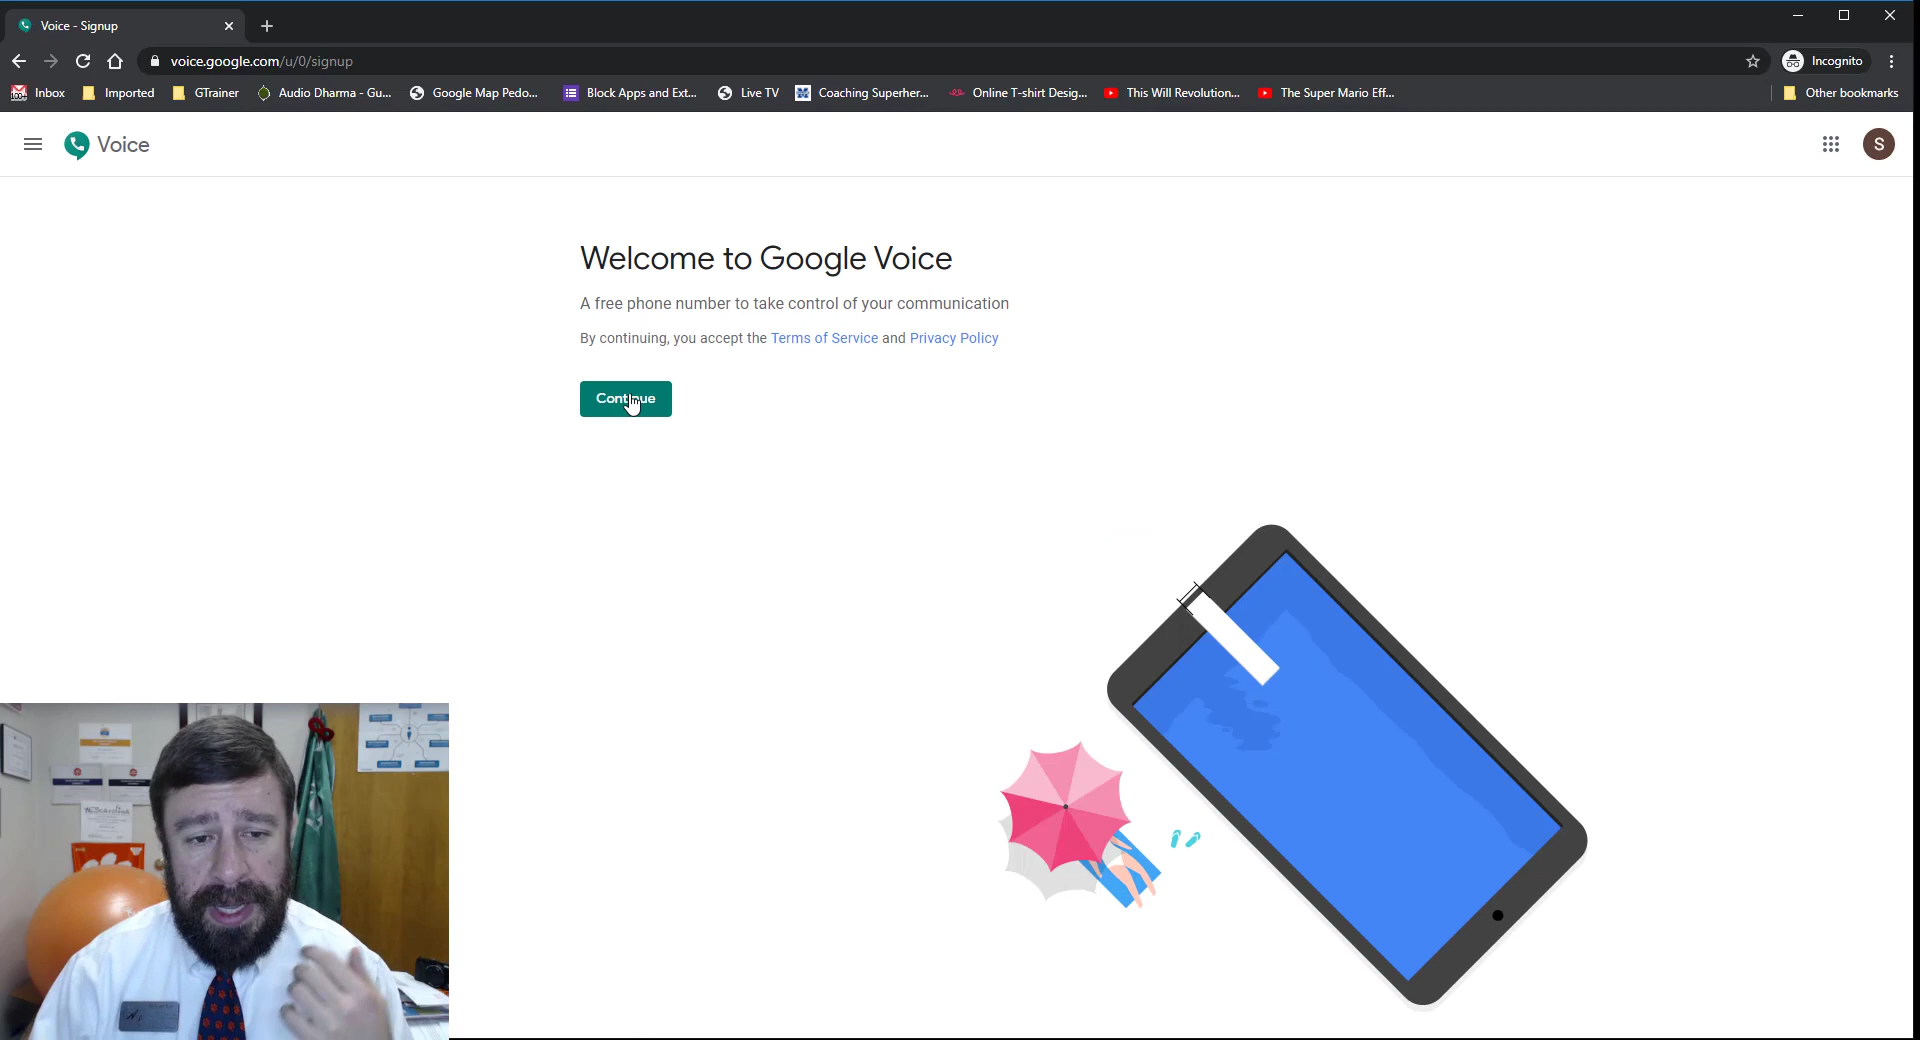 Voice - Signup
voice.google.com/u/0/signup
Incognito
Inbox
Imported
GTrainer
Audio Dharma - Gu...
Google Map Pedo...
Block Apps and Ext...
Live TV
Coaching Superher...
Online T-shirt Desig...
This Will Revolution...
The Super Mario Eff...
Other bookmarks
Voice
S
Welcome to Google Voice
A free phone number to take control of your communication
By continuing, you accept the Terms of Service and Privacy Policy
Continue